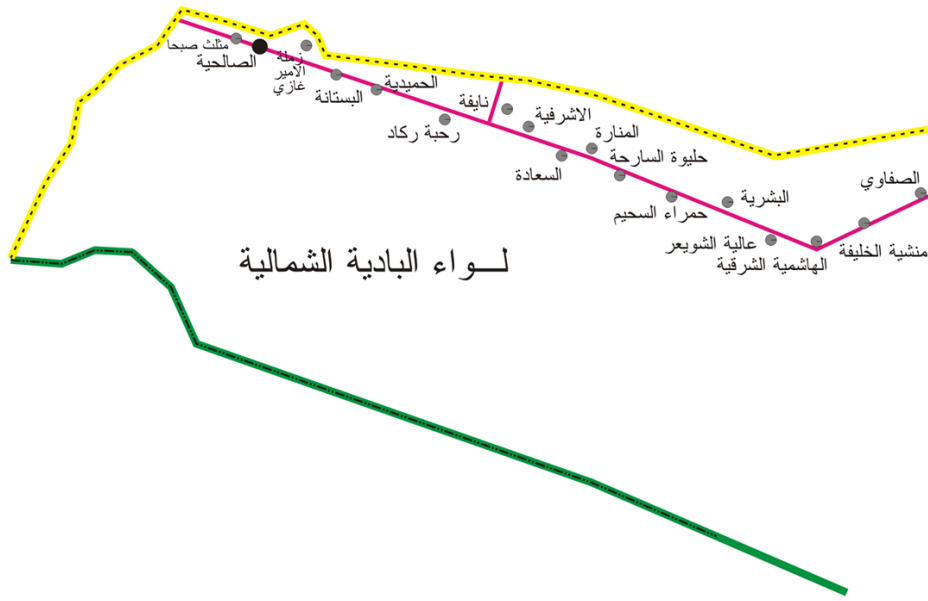 مثلث صبحا
الصالحية
زملة
الامير
غازي
الحميدية
البستانة
نايفة
الاشرفية
رحبة ركاد
المنارة
حليوة السارحة
السعادة
الصفاوي
البشرية
حمراء السحيم
عالية الشويعر
منشية الخليفة
الهاشمية الشرقية
لـــواء البادية الشمالية